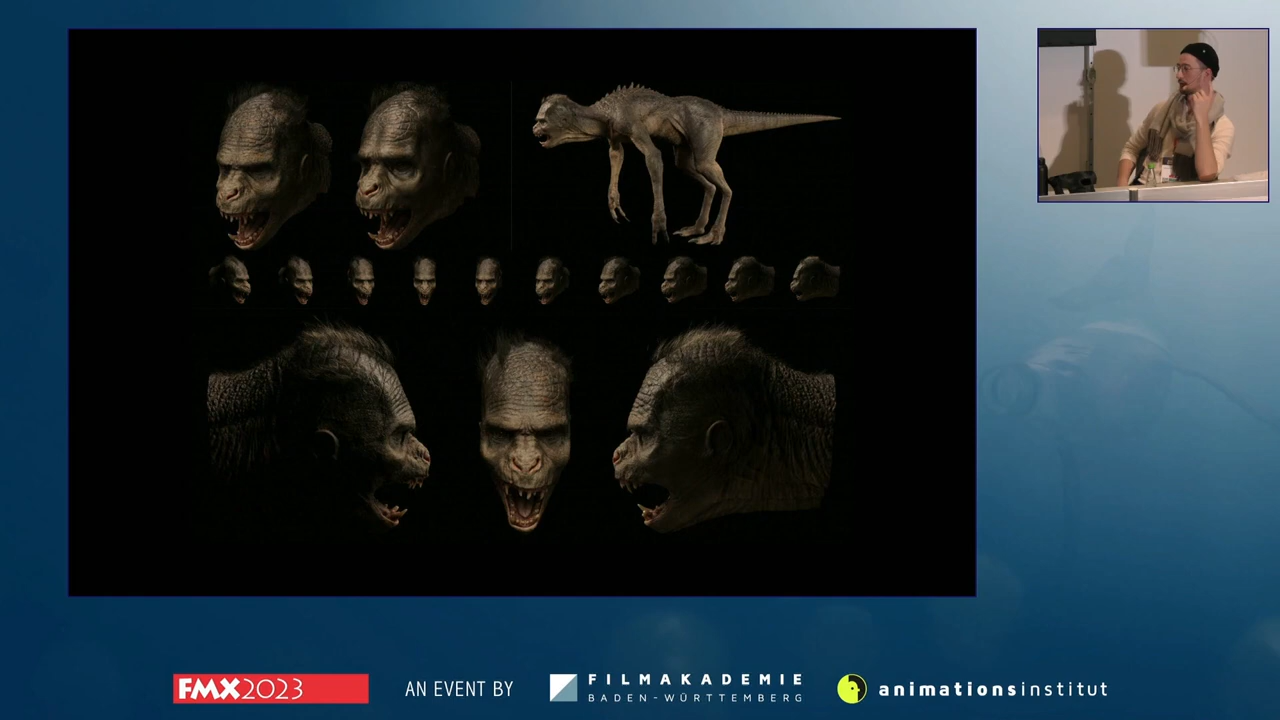 FMX2023
AN EVENT BY
FILMAKADEMIE
BADEN-WÜRTTEMBERG
animationsinstitut